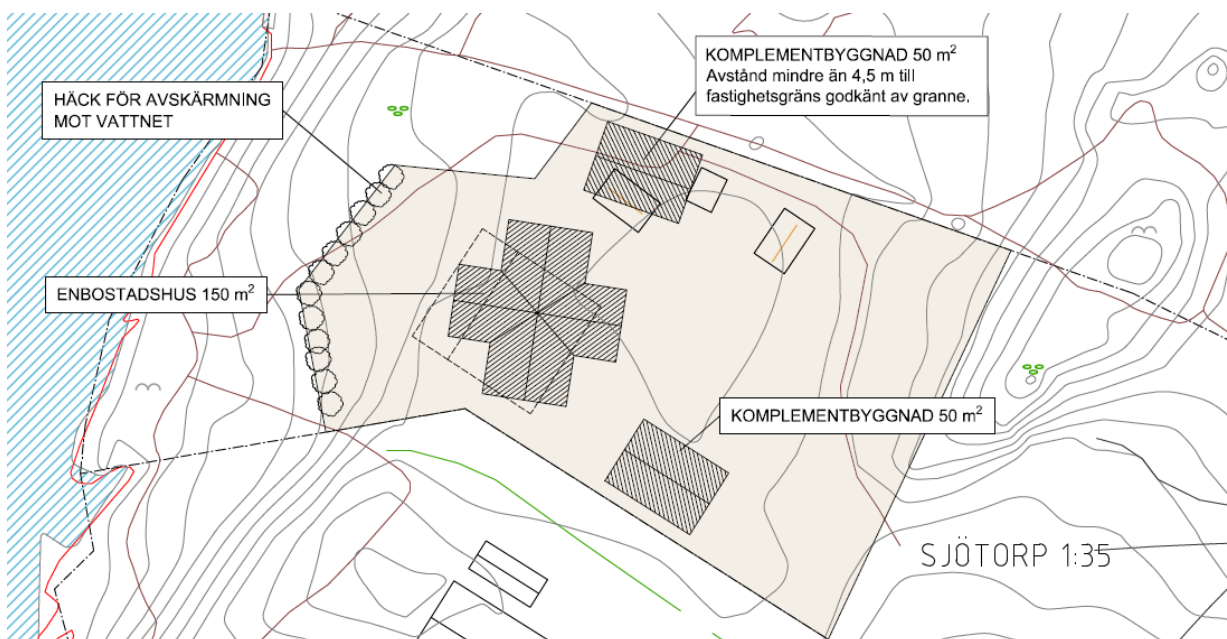 KOMPLEMENTBYGGNAD 50 m²
Avstånd mindre än 4,5 m till
fastighetsgräns godkänt av granne,
HÄCK FÖR AVSKÄRMNING
MOT VATTNET
ENBOSTADSHUS 150 m²
KOMPLEMENTBYGGNAD 50 m²
SJÖTORP 1:35